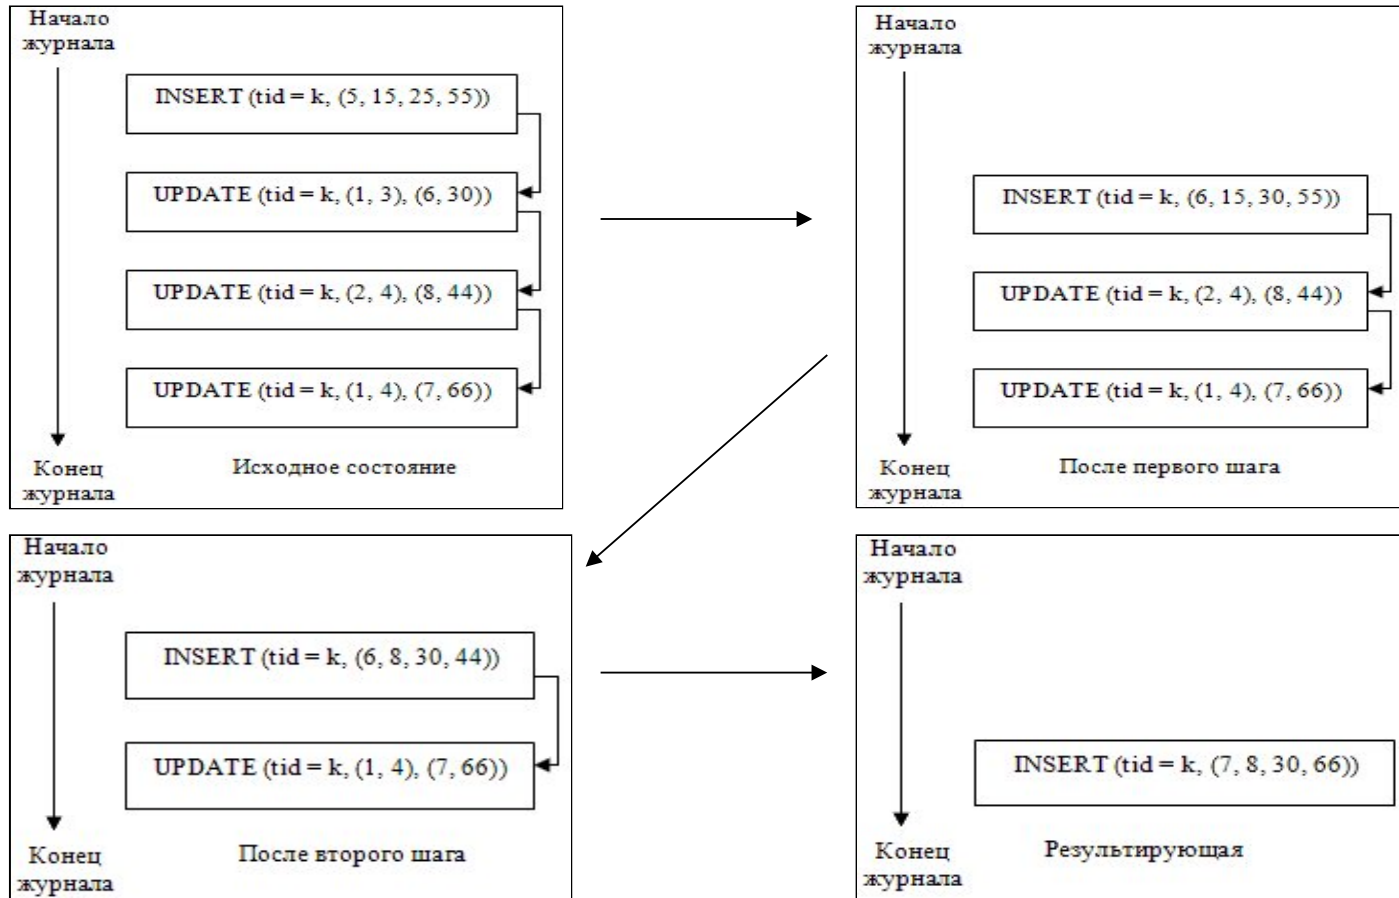 Начало
журнала
INSERT (tid = k, (5, 15, 25, 55))
UPDATE (tid = k, (1, 3), (6, 30))
UPDATE (tid = k, (2, 4), (8, 44))
UPDATE (tid = k, (1, 4), (7, 66))
Конец
журнала
Исходное состояние
Начало
журнала
INSERT (tid = k, (6, 15, 30, 55))
UPDATE (tid = k, (2, 4), (8, 44))
UPDATE (tid = k, (1, 4), (7, 66))
Конец
журнала
После первого шага
Начало
журнала
INSERT (tid = k, (6, 8, 30, 44))
UPDATE (tid = k, (1, 4), (7, 66))
Конец
журнала
После второго шага
Начало
журнала
INSERT (tid = k, (7, 8, 30, 66))
Конец
журнала
Результирующая